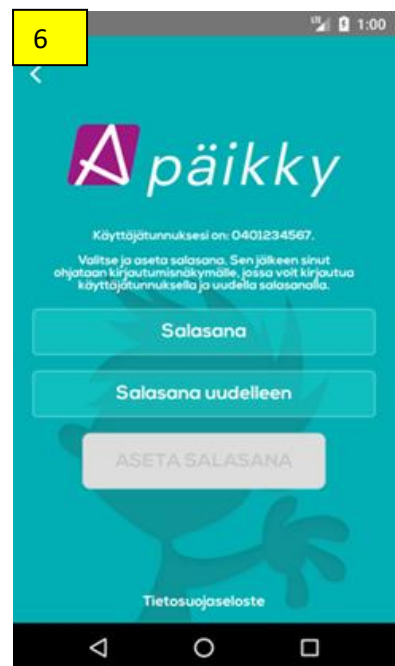 6
LTE 1:00
A päikky
Käyttäjätunnuksesi on: 0401234567.
Valitse ja aseta salasana. Sen jälkeen sinut
ohjataan kirjautumisnäkymälle, jossa voit kirjautua
käyttäjätunnuksella ja uudella salasanalla.
Salasana
Salasana uudelleen
ASETA SALASANA
Tietosuojaseloste